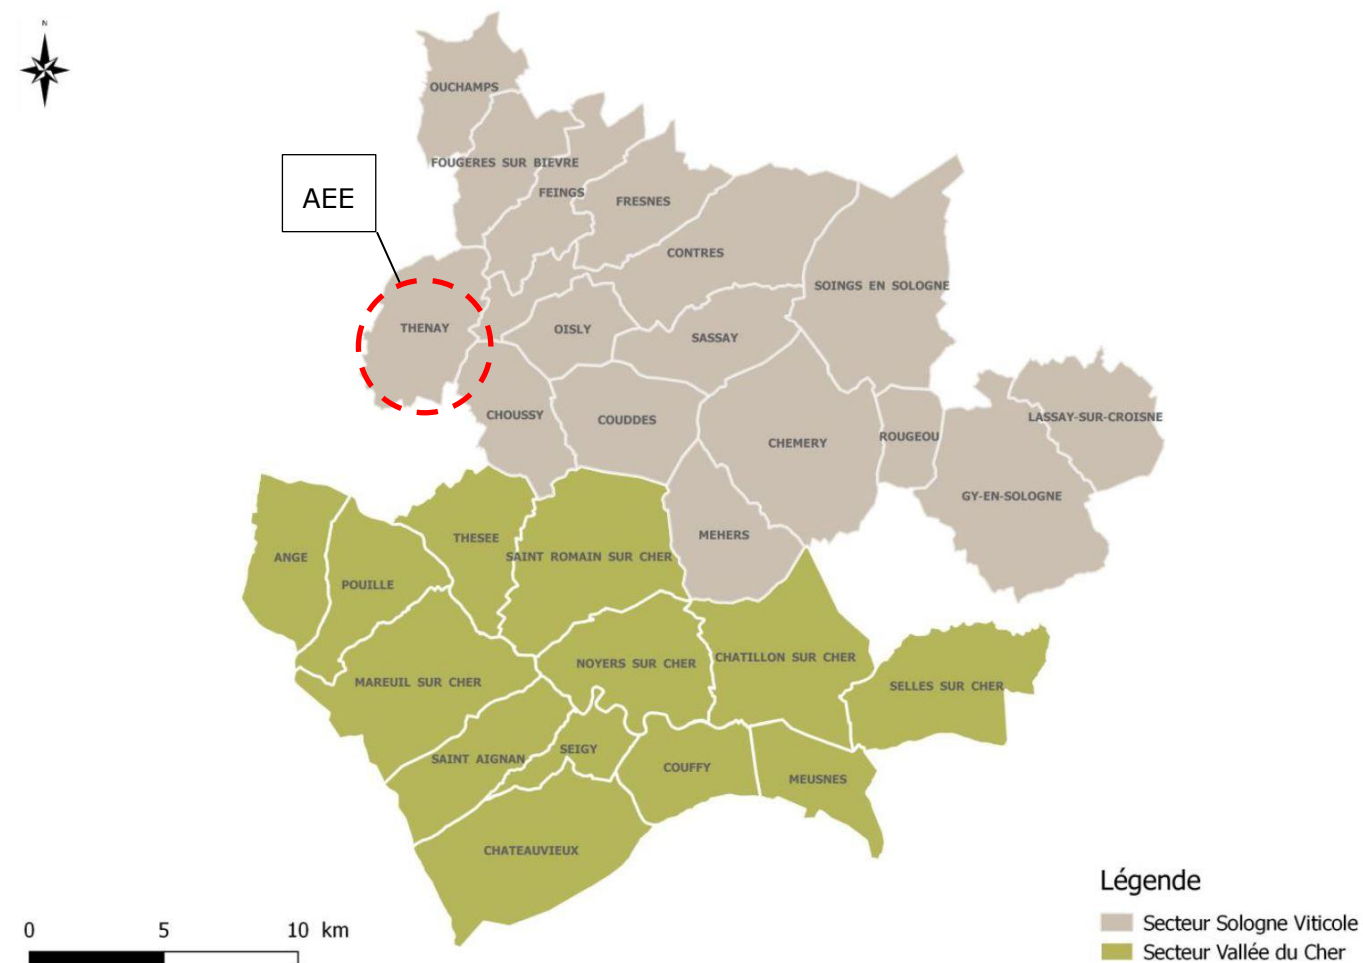 N
OUCHAMPS
FOUGERES SUR BIEVRE
AEE
FEINGS
FRESNES
CONTRES
SOINGS EN SOLOGNE
THENAY
OISLY
SASSAY
CHOUSSY
COUDDES
LASSAY-SUR-CROISNE
CHEMERY
ROUGEOU
GY-EN-SOLOGNE
MEHERS
THESEE
ANGE
SAINT ROMAIN SUR CHER
POUILLE
NOYERS SUR CHER
CHATILLON SUR CHER
MAREUIL SUR CHER
SELLES SUR CHER
SEIGY
SAINT AIGNAN
COUFFY
MEUSNES
CHATEAUVIEUX
Légende
Secteur Sologne Viticole
Secteur Vallée du Cher
0 5 10 km